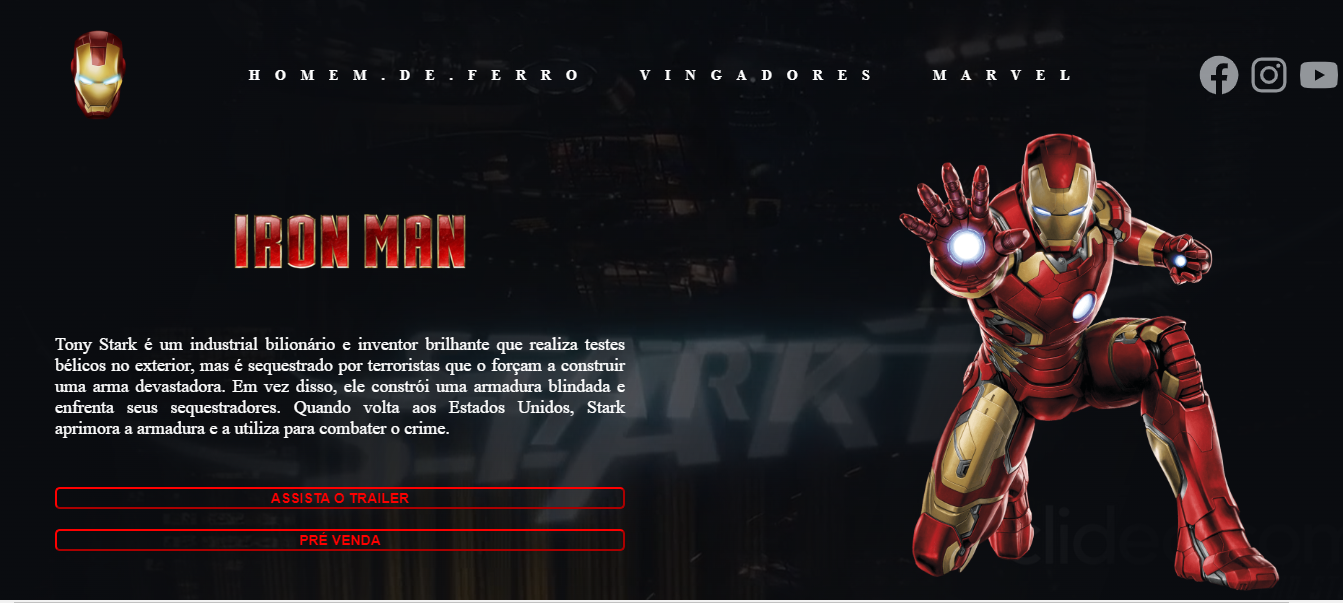 HOMEM.DE.FERRO VINGADORES MARVEL
IRON MAN
Tony Stark é um industrial bilionário e inventor brilhante que realiza testes
bélicos no exterior, mas é sequestrado por terroristas que o forçam a construir
uma arma devastadora. Em vez disso, ele constrói uma armadura blindada e
enfrenta seus sequestradores. Quando volta aos Estados Unidos, Stark
aprimora a armadura e a utiliza para combater o crime.
STARK
ASSISTA O TRAILER
PRÉ VENDA